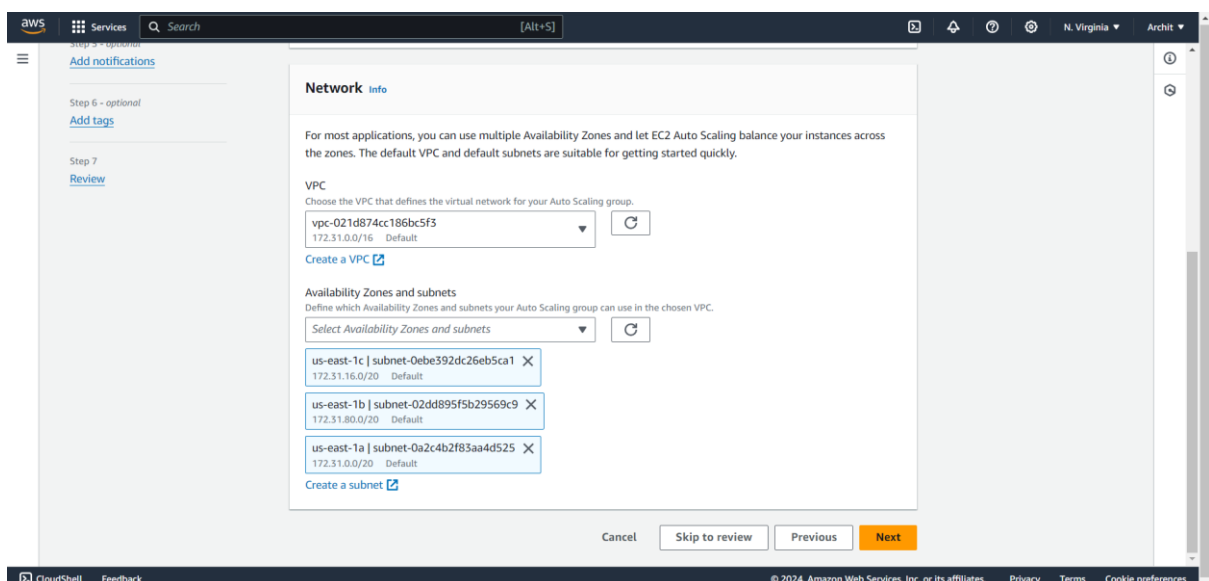 aws
Services
Search
[Alt+S]
N. Virginia
Archit
Step 5 - optional
Add notifications
Step 6 - optional
Add tags
Step 7
Review
Network Info
For most applications, you can use multiple Availability Zones and let EC2 Auto Scaling balance your instances across
the zones. The default VPC and default subnets are suitable for getting started quickly.
VPC
Choose the VPC that defines the virtual network for your Auto Scaling group.
vpc-021d874cc186bc5f3
172.31.0.0/16 Default
Create a VPC
Availability Zones and subnets
Define which Availability Zones and subnets your Auto Scaling group can use in the chosen VPC.
Select Availability Zones and subnets
us-east-1c | subnet-0ebe392dc26eb5ca1
172.31.16.0/20 Default
us-east-1b | subnet-02dd895f5b29569c9
172.31.80.0/20 Default
us-east-1a | subnet-0a2c4b2f83aa4d525
172.31.0.0/20 Default
Create a subnet
Cancel
Skip to review
Previous
Next
CloudShell
Feedback
© 2024, Amazon Web Services, Inc. or its affiliates.
Privacy
Terms
Cookie preferences